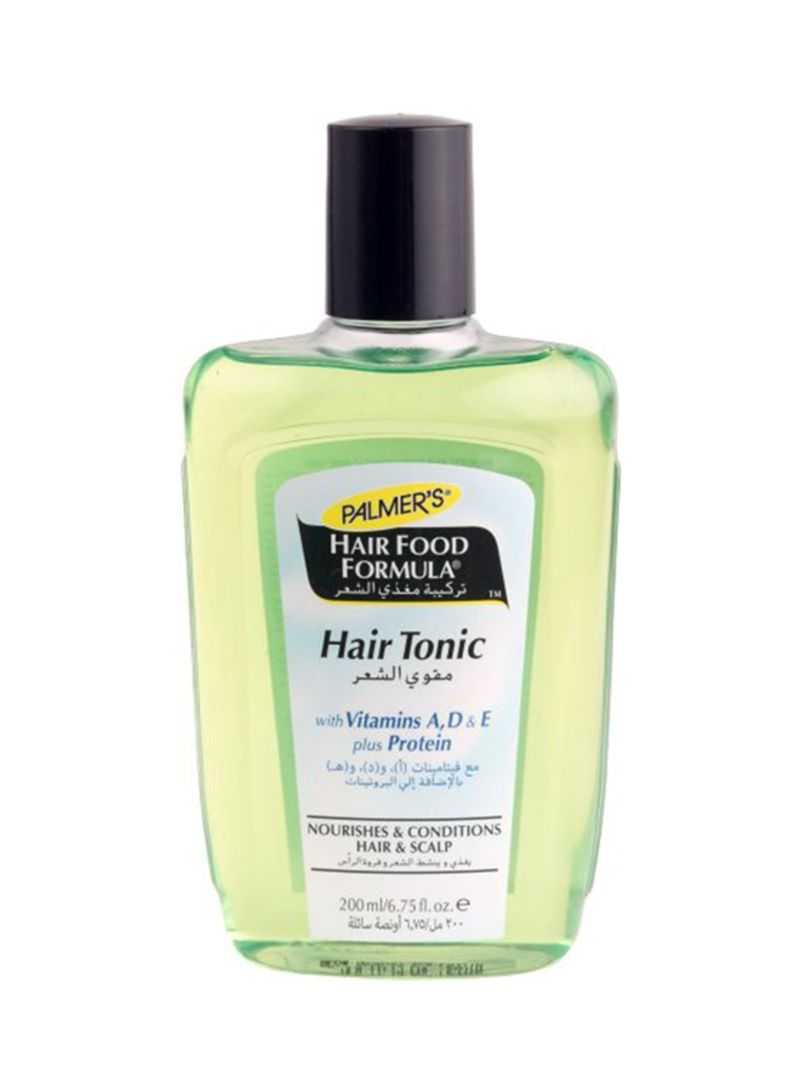 PALMER'S®
HAIR FOOD
FORMULA®
تركيبة مغذي الشعر
TM
Hair Tonic
مقوي الشعر
with Vitamins A, D & E
plus Protein
مع فيتامينات (أ)، و(د)، و(هـ)
بالإضافة إلي البروتينات
NOURISHES & CONDITIONS
HAIR & SCALP
يغذي و ينشط الشعر و فروة الرأس
200 ml/6.75 fl. oz. ℮
٢٠٠ مل/٦,٧٥ أونصة سائلة